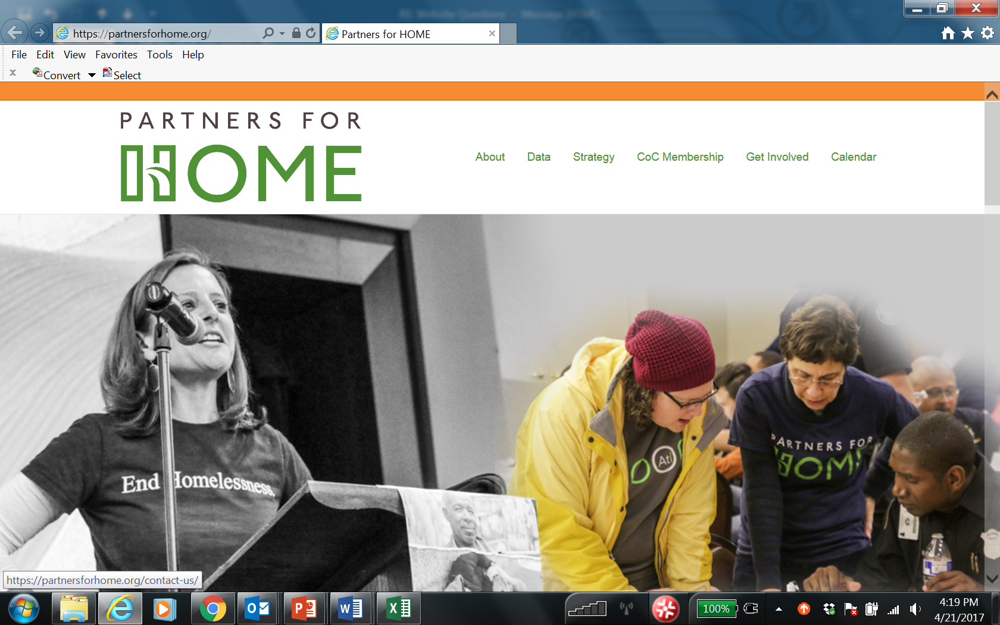 https://partnersforhome.org/
Partners for HOME
File Edit View Favorites Tools Help
x Convert Select
PARTNERS FOR
HOME
About Data Strategy CoC Membership Get Involved Calendar
End Homelessness.
Atl
PARTNERS FOR
HOME
https://partnersforhome.org/contact-us/
100%
4:19 PM
4/21/2017